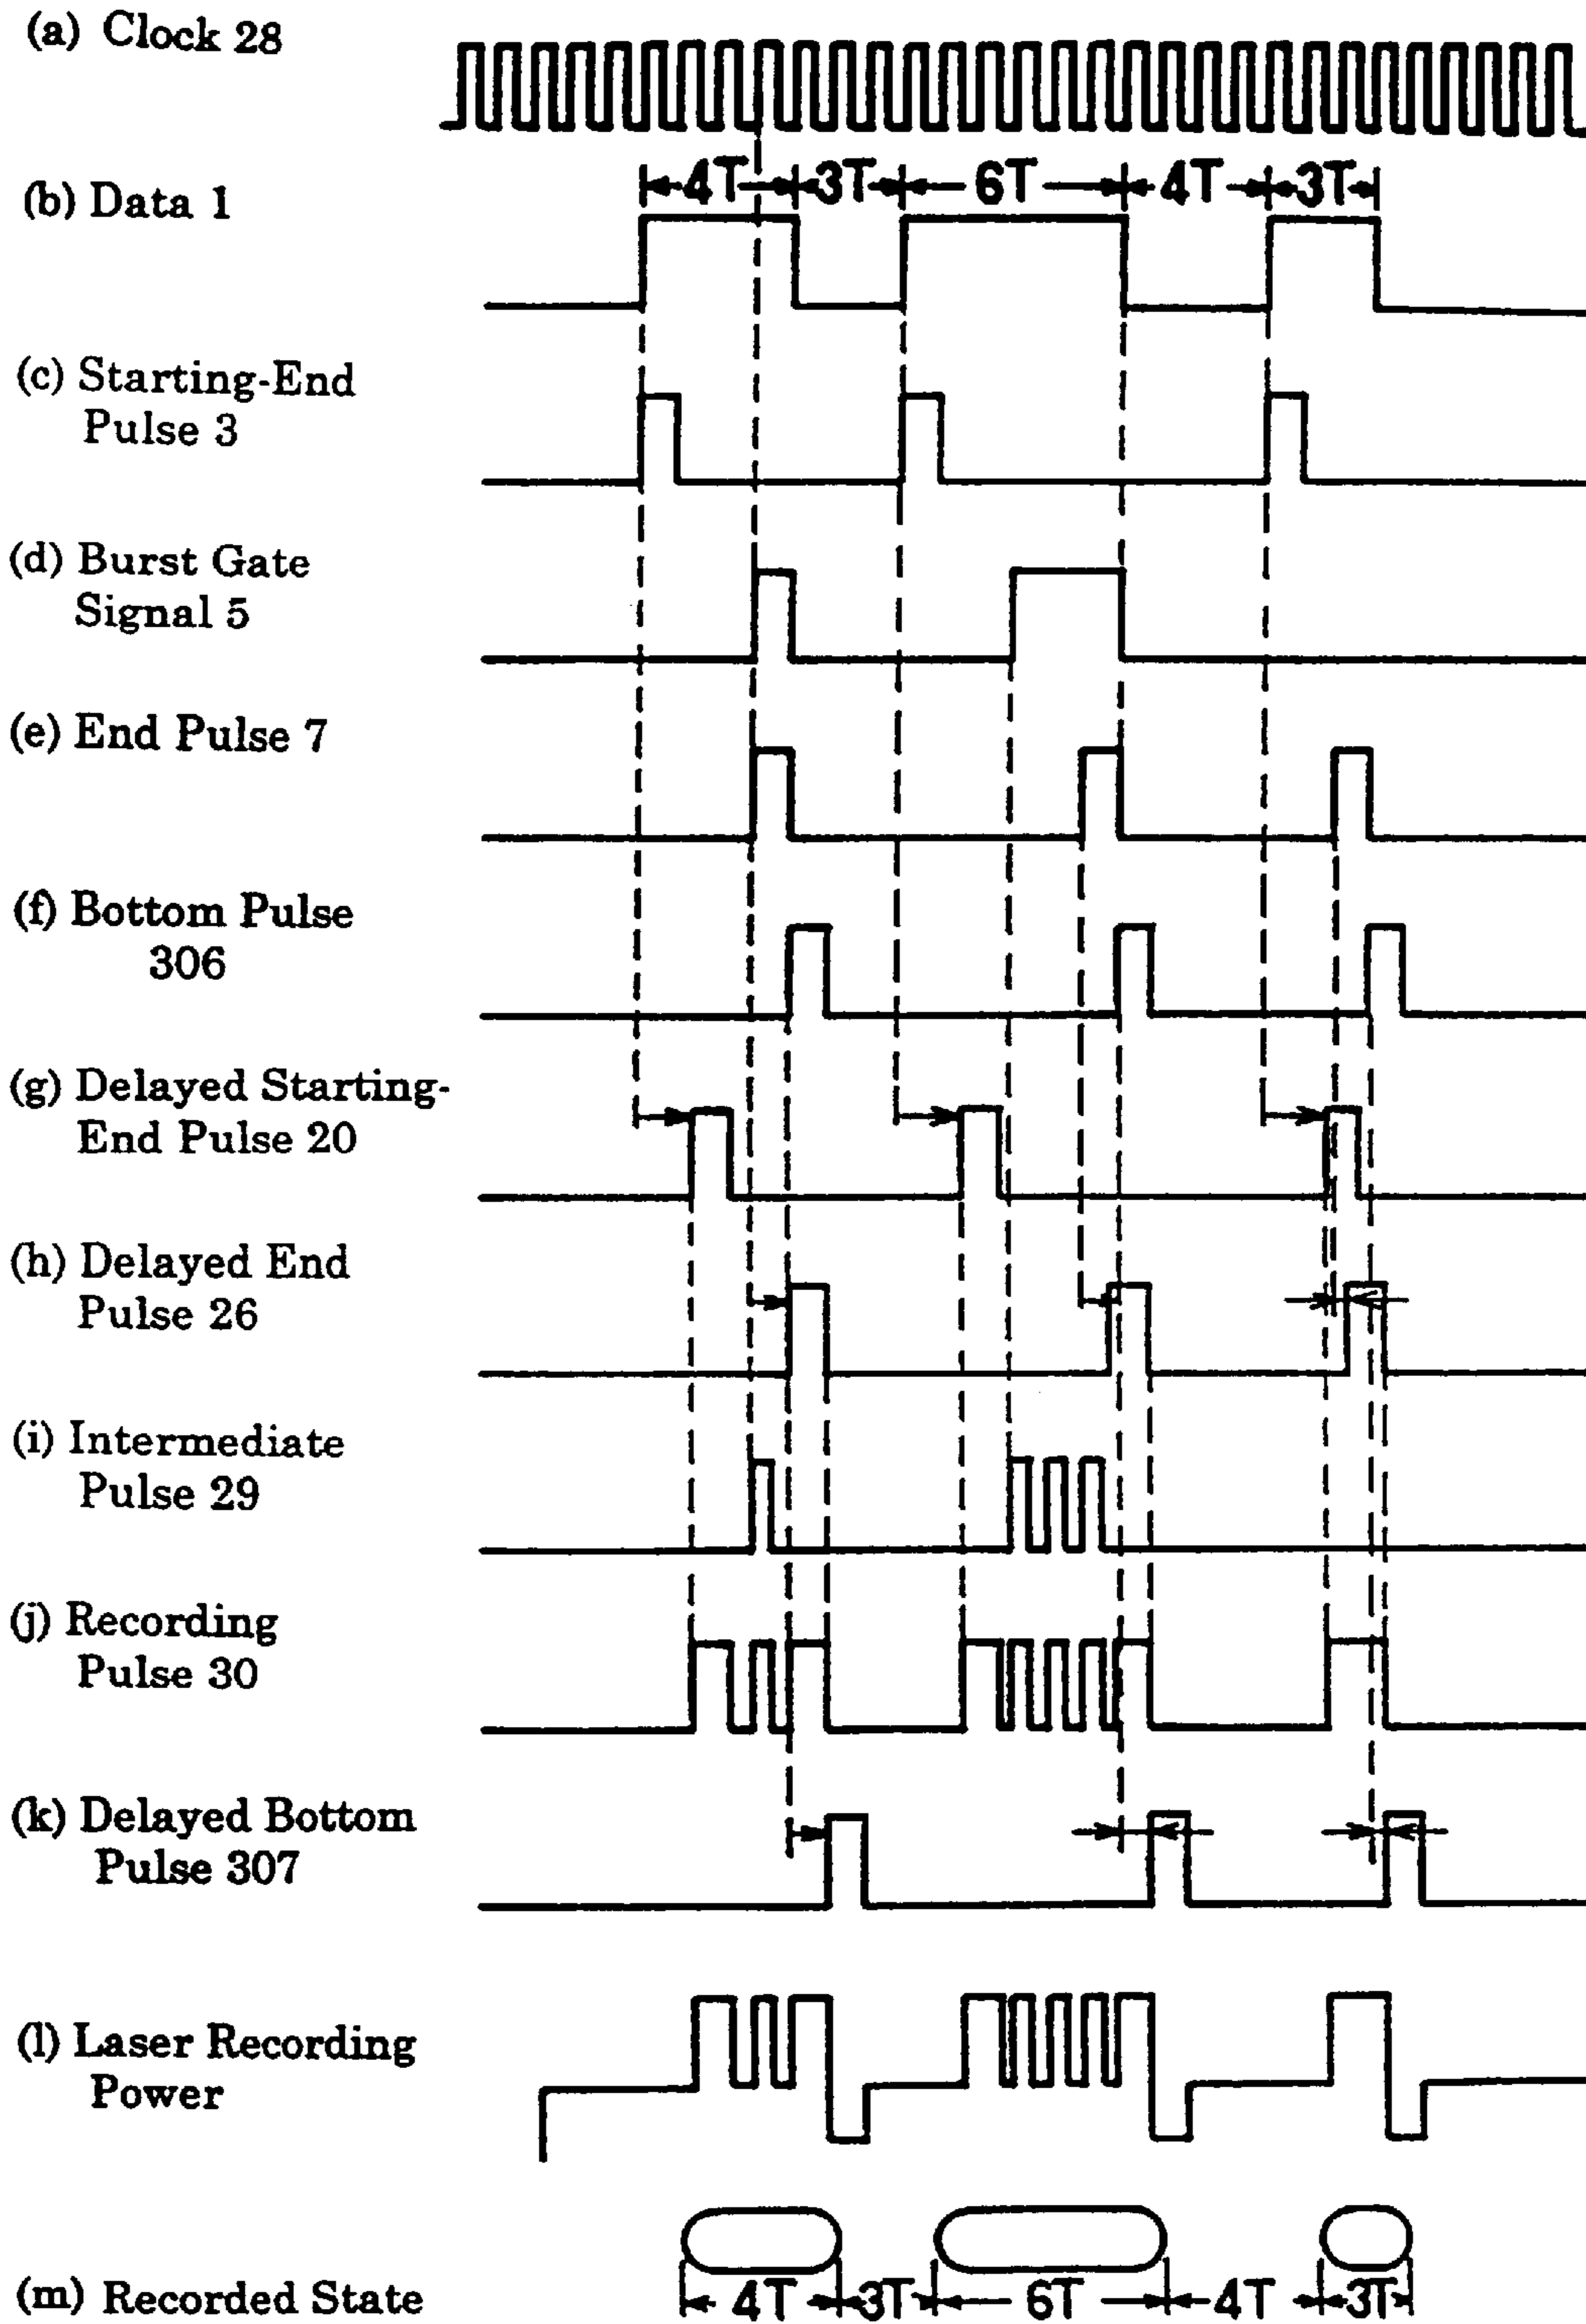 (a) Clock 28
(b) Data 1
4T 3T 6T 4T 3T
(c) Starting-End
Pulse 3
(d) Burst Gate
Signal 5
(e) End Pulse 7
(f) Bottom Pulse
306
(g) Delayed Starting-
End Pulse 20
(h) Delayed End
Pulse 26
(i) Intermediate
Pulse 29
(j) Recording
Pulse 30
(k) Delayed Bottom
Pulse 307
(l) Laser Recording
Power
(m) Recorded State
4T 3T 6T 4T 3T